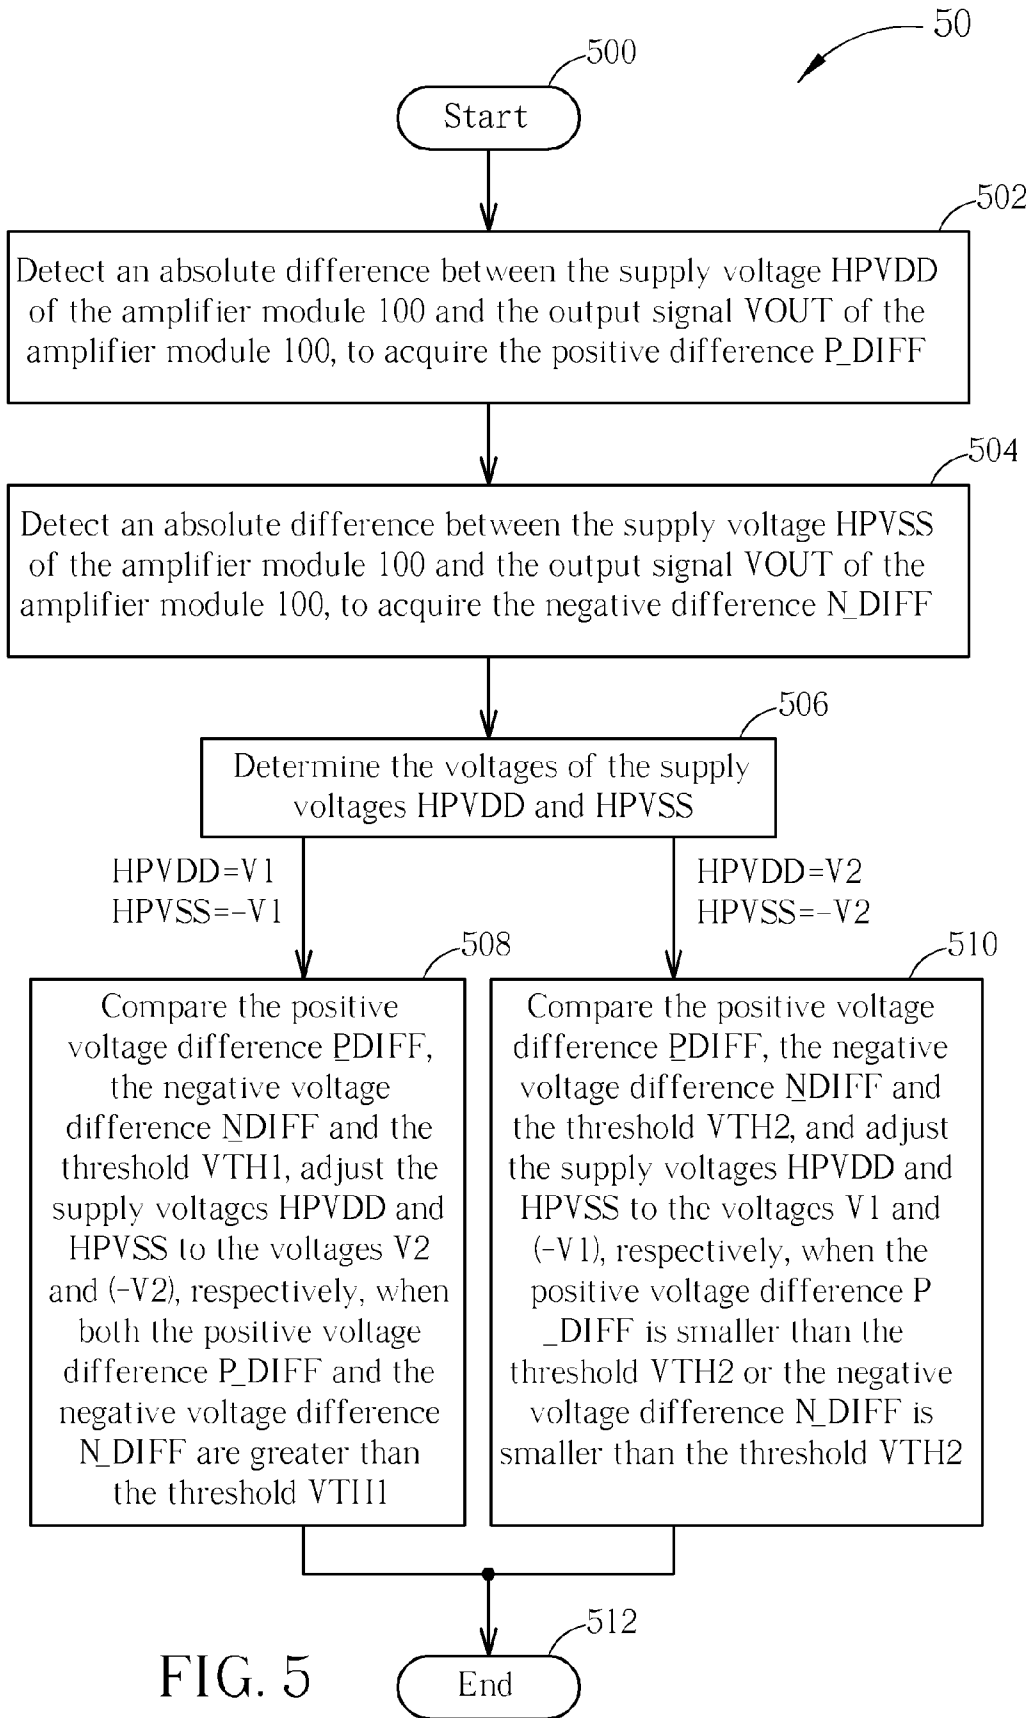 50
500
Start
502
Detect an absolute difference between the supply voltage HPVDD
of the amplifier module 100 and the output signal VOUT of the
amplifier module 100, to acquire the positive difference P_DIFF
504
Detect an absolute difference between the supply voltage HPVSS
of the amplifier module 100 and the output signal VOUT of the
amplifier module 100, to acquire the negative difference N_DIFF
506
Determine the voltages of the supply
voltages HPVDD and HPVSS
HPVDD=V1
HPVSS=-V1
HPVDD=V2
HPVSS=-V2
508
Compare the positive
voltage difference P_DIFF,
the negative voltage
difference N_DIFF and the
threshold VTH1, adjust the
supply voltages HPVDD and
HPVSS to the voltages V2
and (-V2), respectively, when
both the positive voltage
difference P_DIFF and the
negative voltage difference
N_DIFF are greater than
the threshold VTH1
510
Compare the positive voltage
difference P_DIFF, the negative
voltage difference N_DIFF and
the threshold VTH2, and adjust
the supply voltages HPVDD and
HPVSS to the voltages V1 and
(-V1), respectively, when the
positive voltage difference P
_DIFF is smaller than the
threshold VTH2 or the negative
voltage difference N_DIFF is
smaller than the threshold VTH2
512
End
FIG. 5